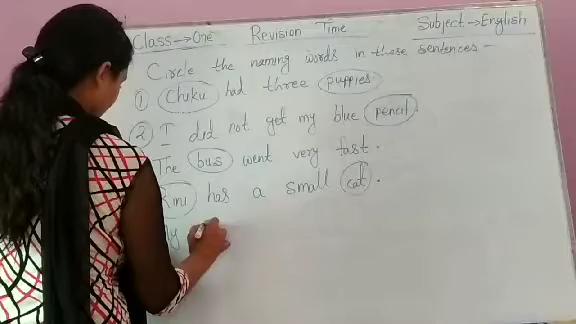 Class→One Revision Time Subject→English
Circle the naming words in these sentences -
① Chuku had three puppies.
② I did not get my blue pencil.
The bus went very fast.
Rini has a small cat.